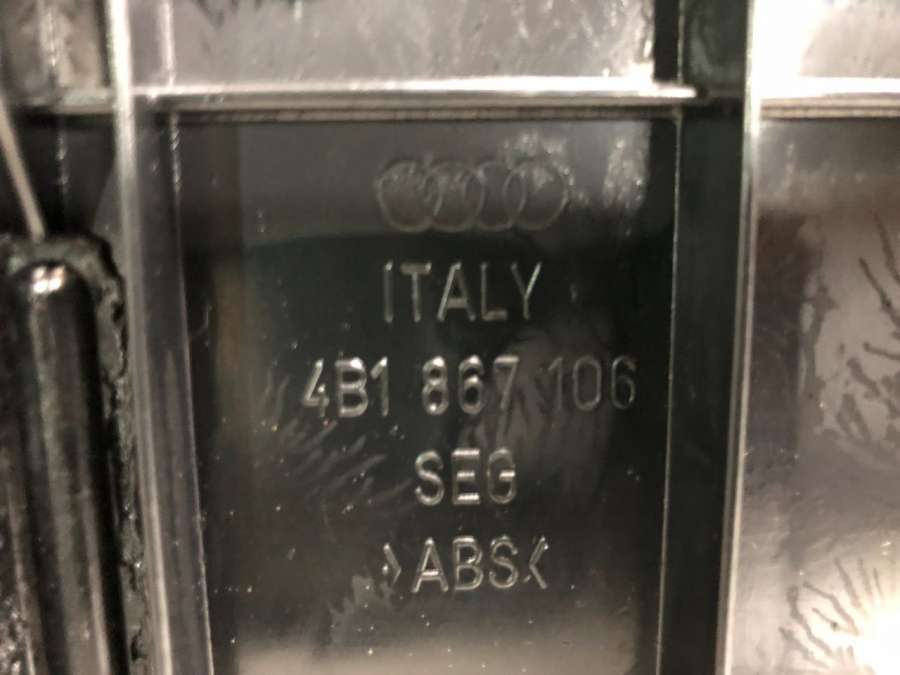 ITALY
4B1 867 106
SEG
>ABS<